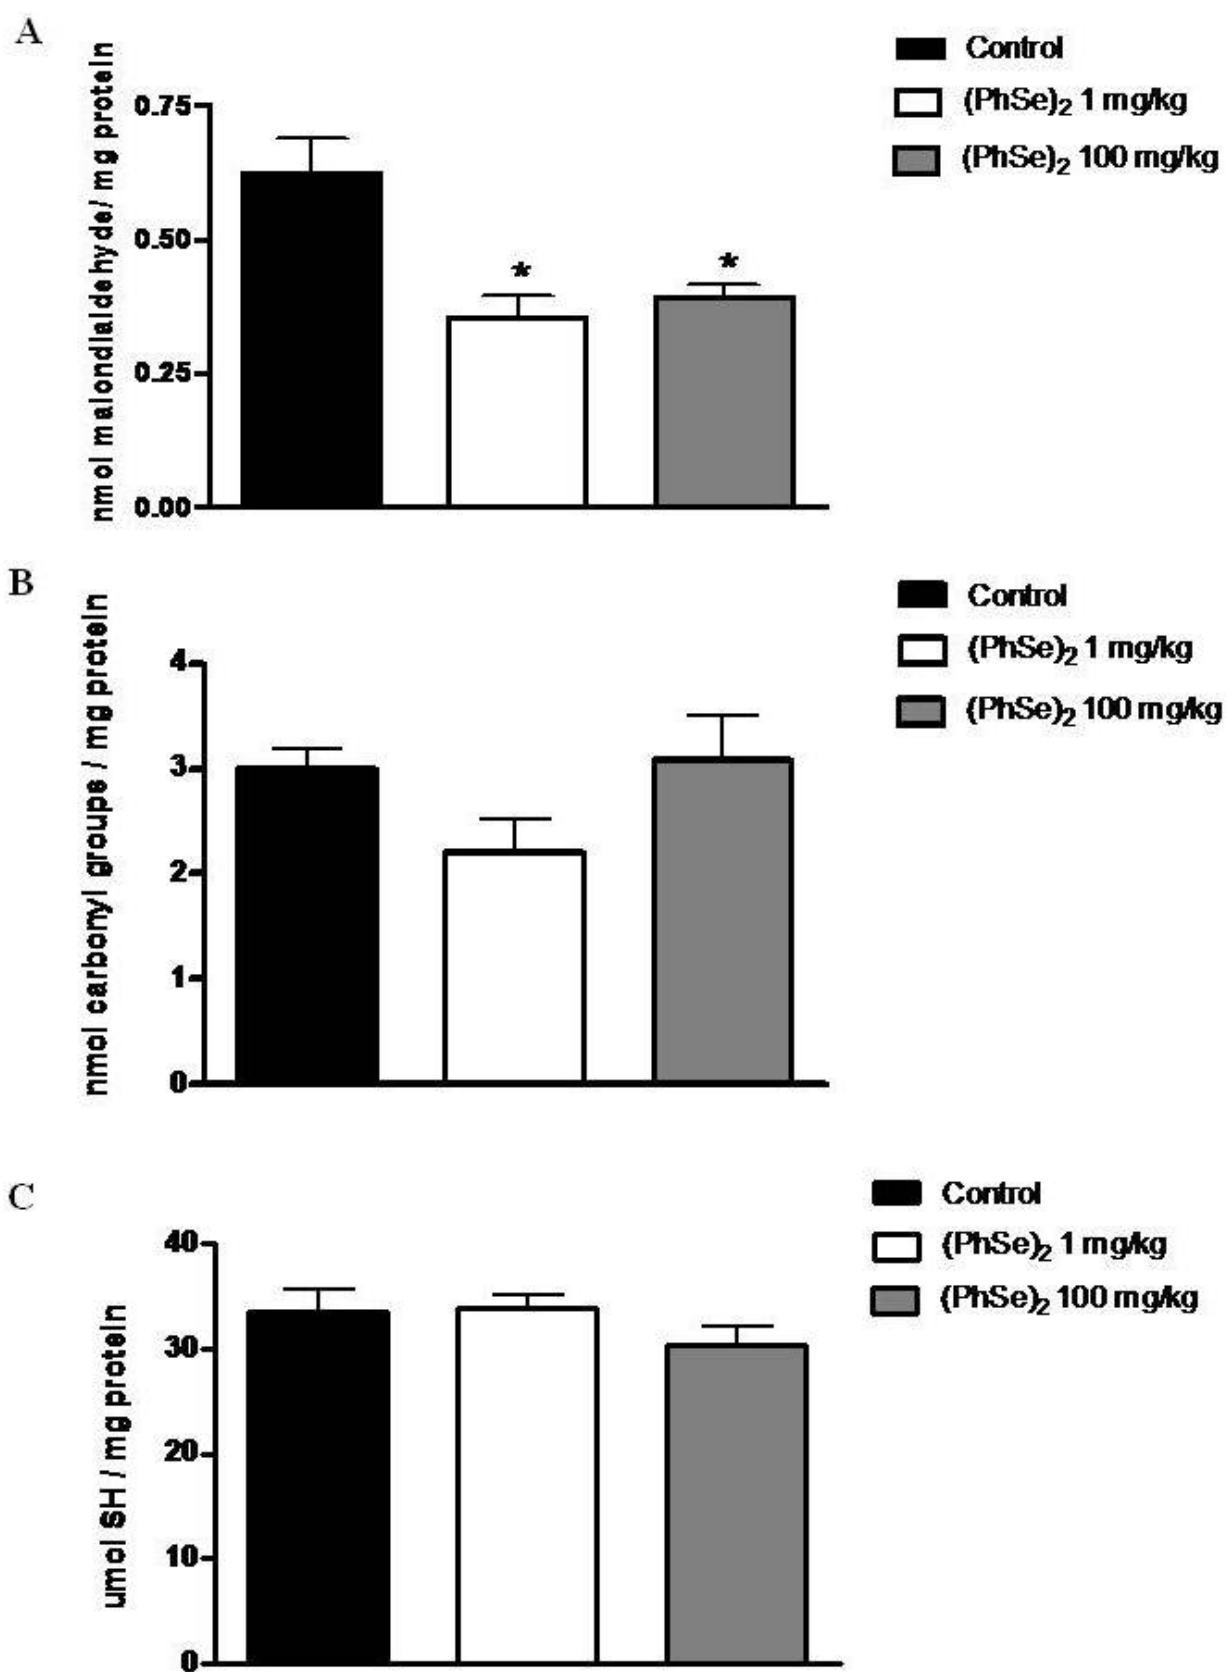 A
nmol malondialdehyde/ mg protein
0.75
0.50
0.25
0.00
*
*
Control
(PhSe)2 1 mg/kg
(PhSe)2 100 mg/kg
B
nmol carbonyl groups / mg protein
4
3
2
1
0
Control
(PhSe)2 1 mg/kg
(PhSe)2 100 mg/kg
C
umol SH / mg protein
40
30
20
10
0
Control
(PhSe)2 1 mg/kg
(PhSe)2 100 mg/kg